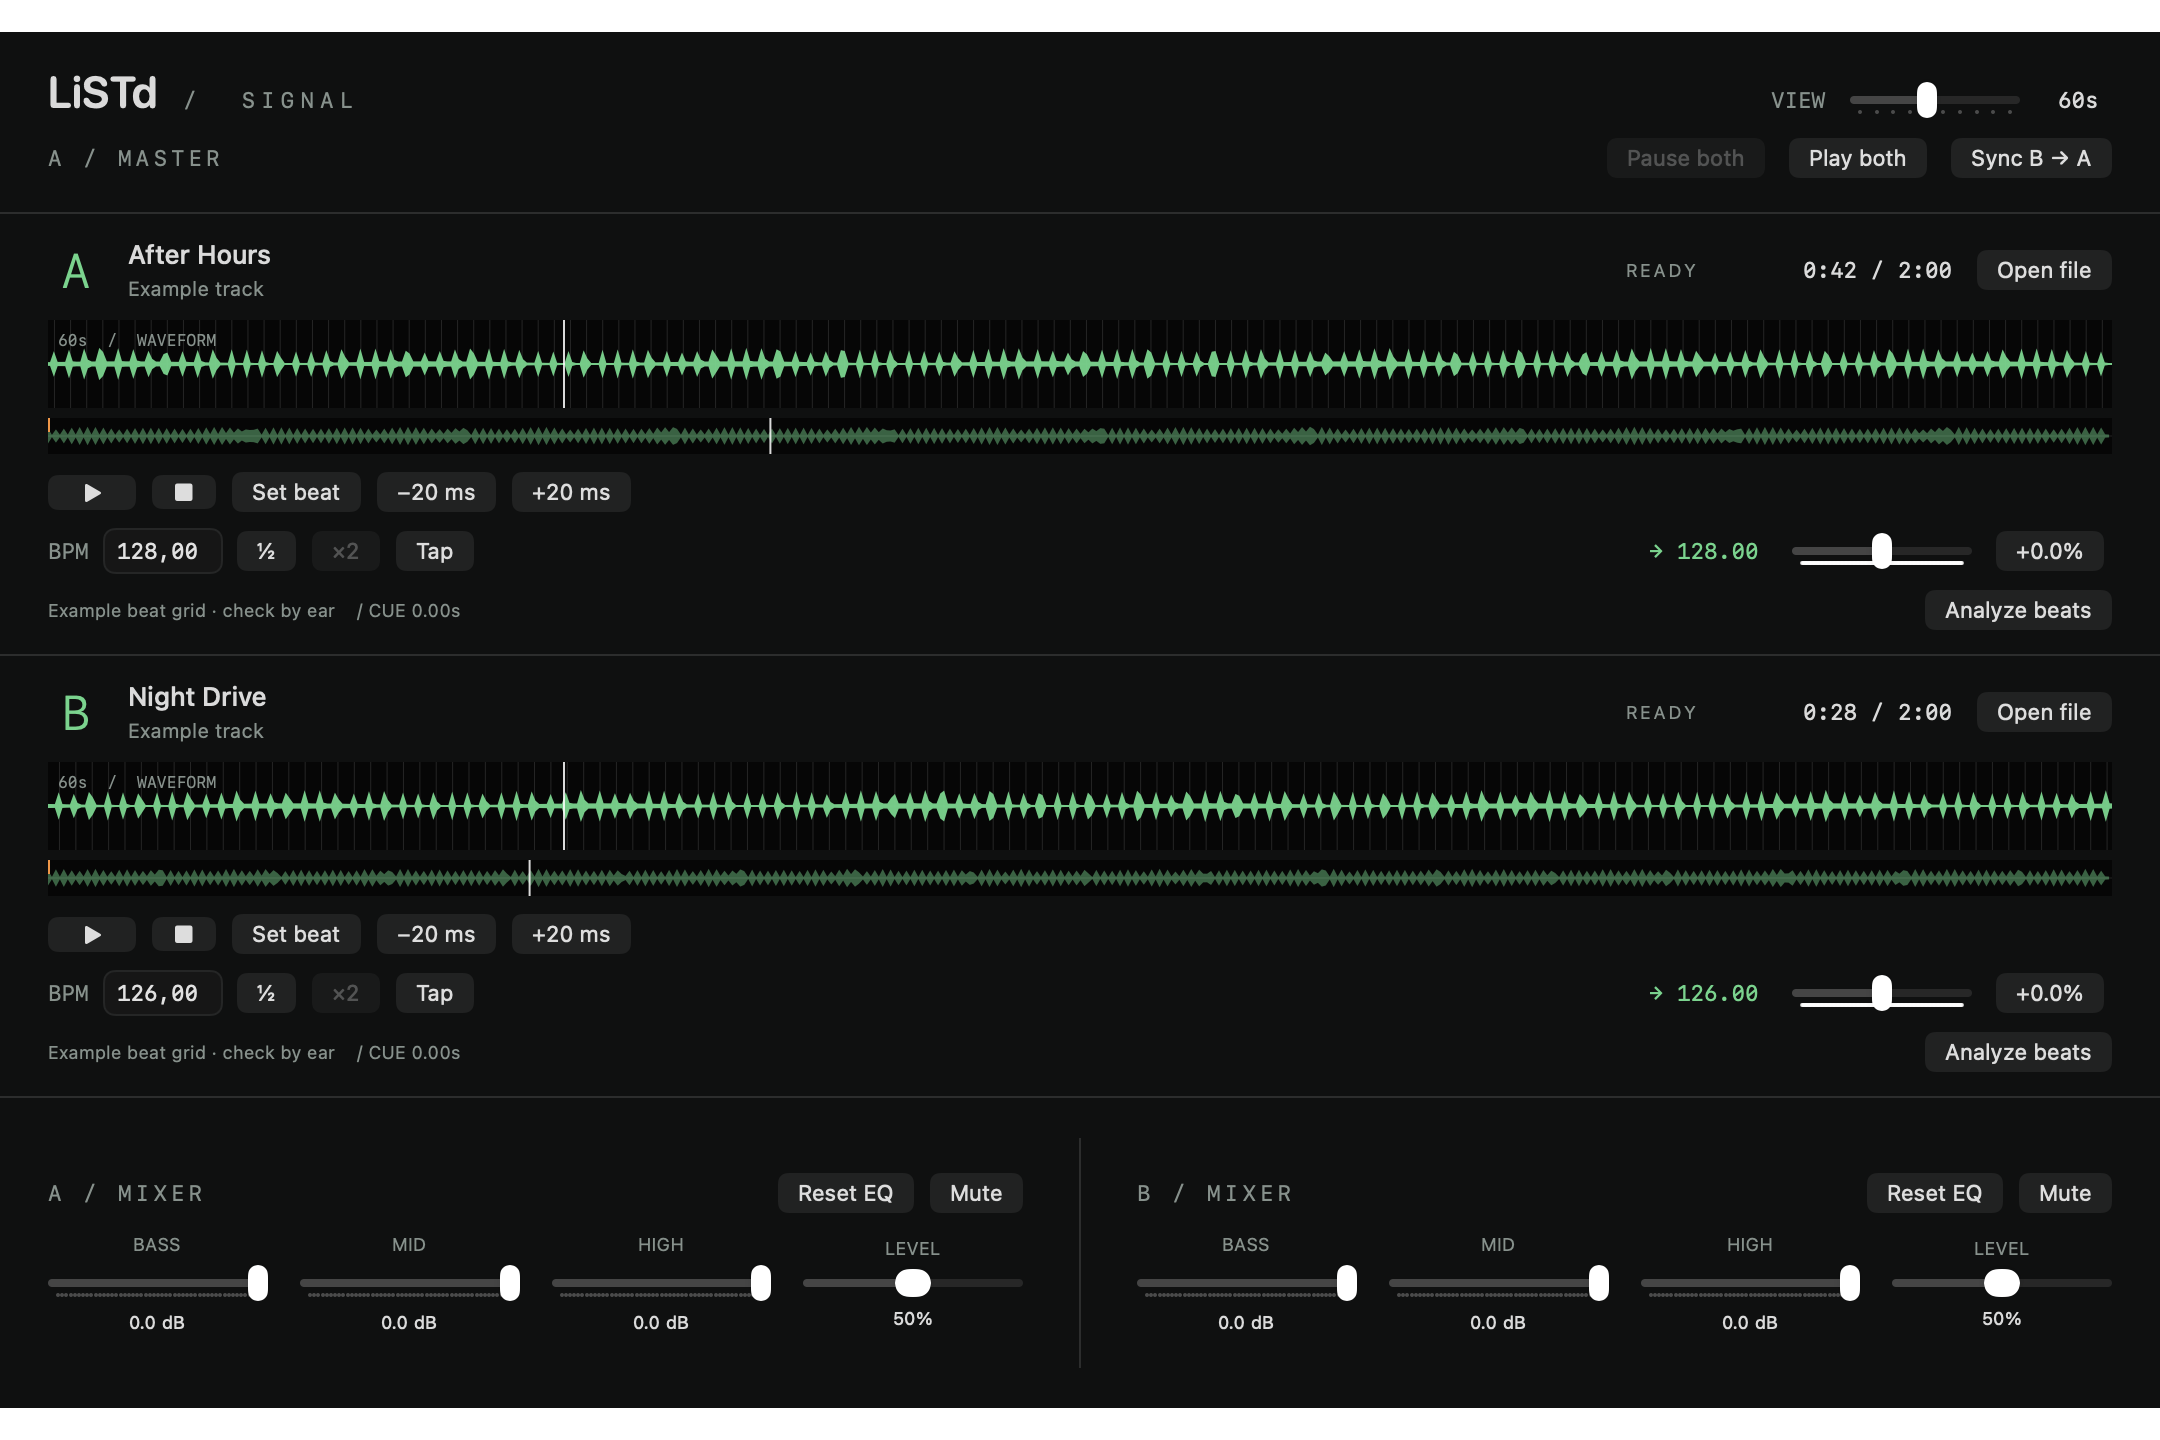 LiSTd / SIGNAL
VIEW 60s
A / MASTER
Pause both Play both Sync B → A
A After Hours
Example track
READY 0:42 / 2:00 Open file
60s / WAVEFORM
Set beat −20 ms +20 ms
BPM 128,00 ½ ×2 Tap → 128.00 +0.0%
Example beat grid · check by ear / CUE 0.00s Analyze beats
B Night Drive
Example track
READY 0:28 / 2:00 Open file
60s / WAVEFORM
Set beat −20 ms +20 ms
BPM 126,00 ½ ×2 Tap → 126.00 +0.0%
Example beat grid · check by ear / CUE 0.00s Analyze beats
A / MIXER Reset EQ Mute
BASS MID HIGH LEVEL
0.0 dB 0.0 dB 0.0 dB 50%
B / MIXER Reset EQ Mute
BASS MID HIGH LEVEL
0.0 dB 0.0 dB 0.0 dB 50%